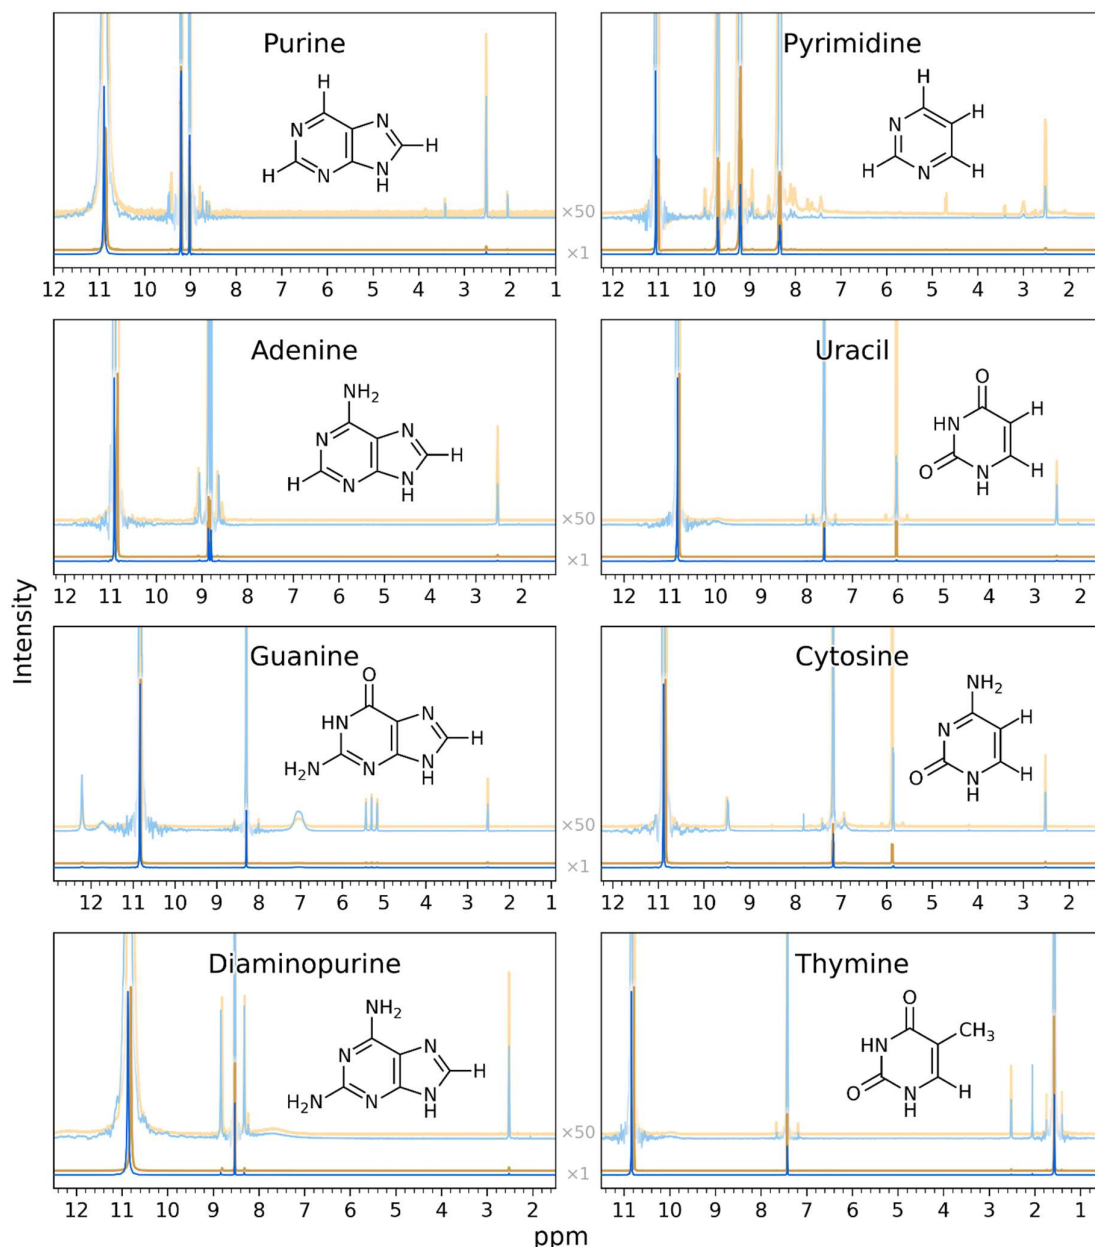 Purine
H
N
N
H
H
N
N
H
×50
×1
12 11 10 9 8 7 6 5 4 3 2 1
Pyrimidine
H
H
N
H
N
H
12 11 10 9 8 7 6 5 4 3 2
Adenine
NH2
N
N
H
H
N
N
H
×50
×1
12 11 10 9 8 7 6 5 4 3 2
Uracil
O
HN
H
O
N
H
H
12 11 10 9 8 7 6 5 4 3 2
Intensity
Guanine
O
HN
N
H
H2N
N
N
H
×50
×1
12 11 10 9 8 7 6 5 4 3 2 1
Cytosine
NH2
N
H
O
N
H
H
12 11 10 9 8 7 6 5 4 3 2
Diaminopurine
NH2
N
N
H
H2N
N
N
H
×50
×1
12 11 10 9 8 7 6 5 4 3 2
Thymine
O
HN
CH3
O
N
H
H
11 10 9 8 7 6 5 4 3 2 1
ppm